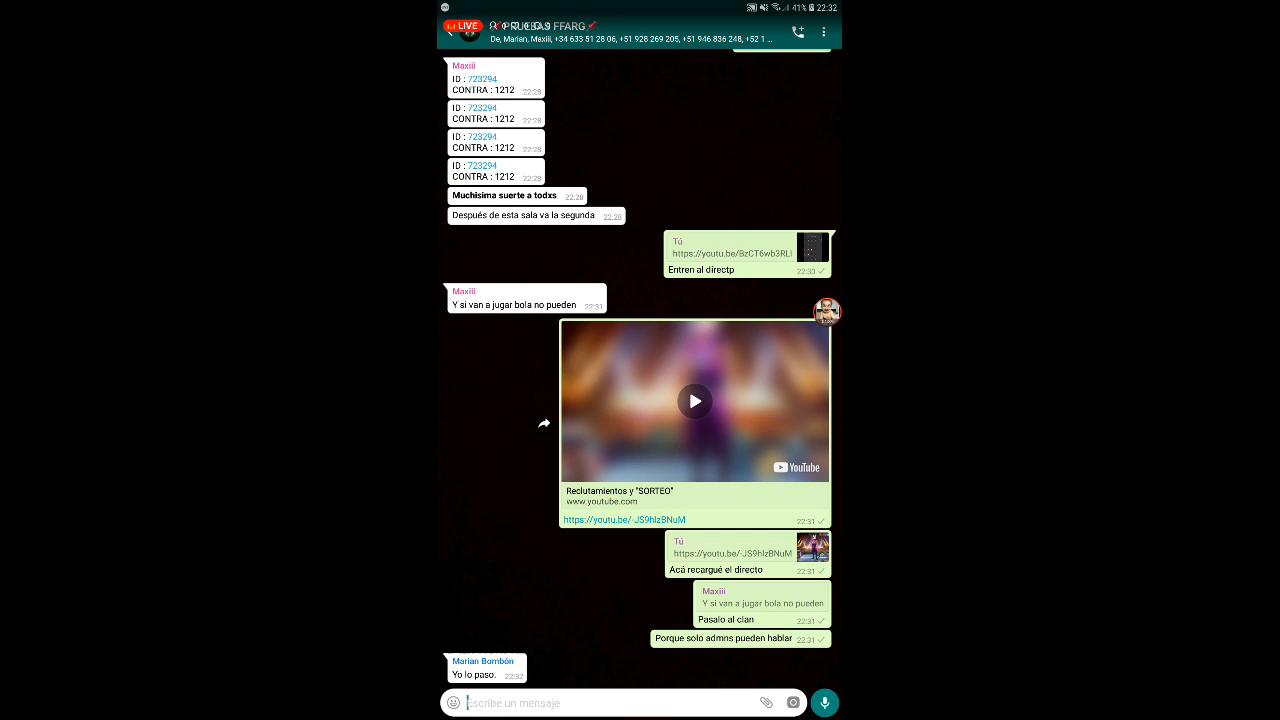 41% 22:32
LIVE
PRUEBAS FFARG
De, Marian, Maxiii, +34 633 51 28 06, +51 928 269 205, +51 946 836 248, +52 1 ...
Maxiii
ID : 723294
CONTRA : 1212 22:28
ID : 723294
CONTRA : 1212 22:28
ID : 723294
CONTRA : 1212 22:28
ID : 723294
CONTRA : 1212 22:28
Muchisima suerte a todxs 22:28
Después de esta sala va la segunda 22:28
Tú
https://youtu.be/BzCT6wb3RLI
Entren al directp 22:30
Maxiii
Y si van a jugar bola no pueden 22:31
YouTube
Reclutamientos y "SORTEO"
www.youtube.com
https://youtu.be/-JS9hIzBNuM 22:31
Tú
https://youtu.be/-JS9hIzBNuM
Acá recargué el directo 22:31
Maxiii
Y si van a jugar bola no pueden
Pasalo al clan 22:31
Porque solo admns pueden hablar 22:31
Marian Bombón
Yo lo paso. 22:32
Escribe un mensaje